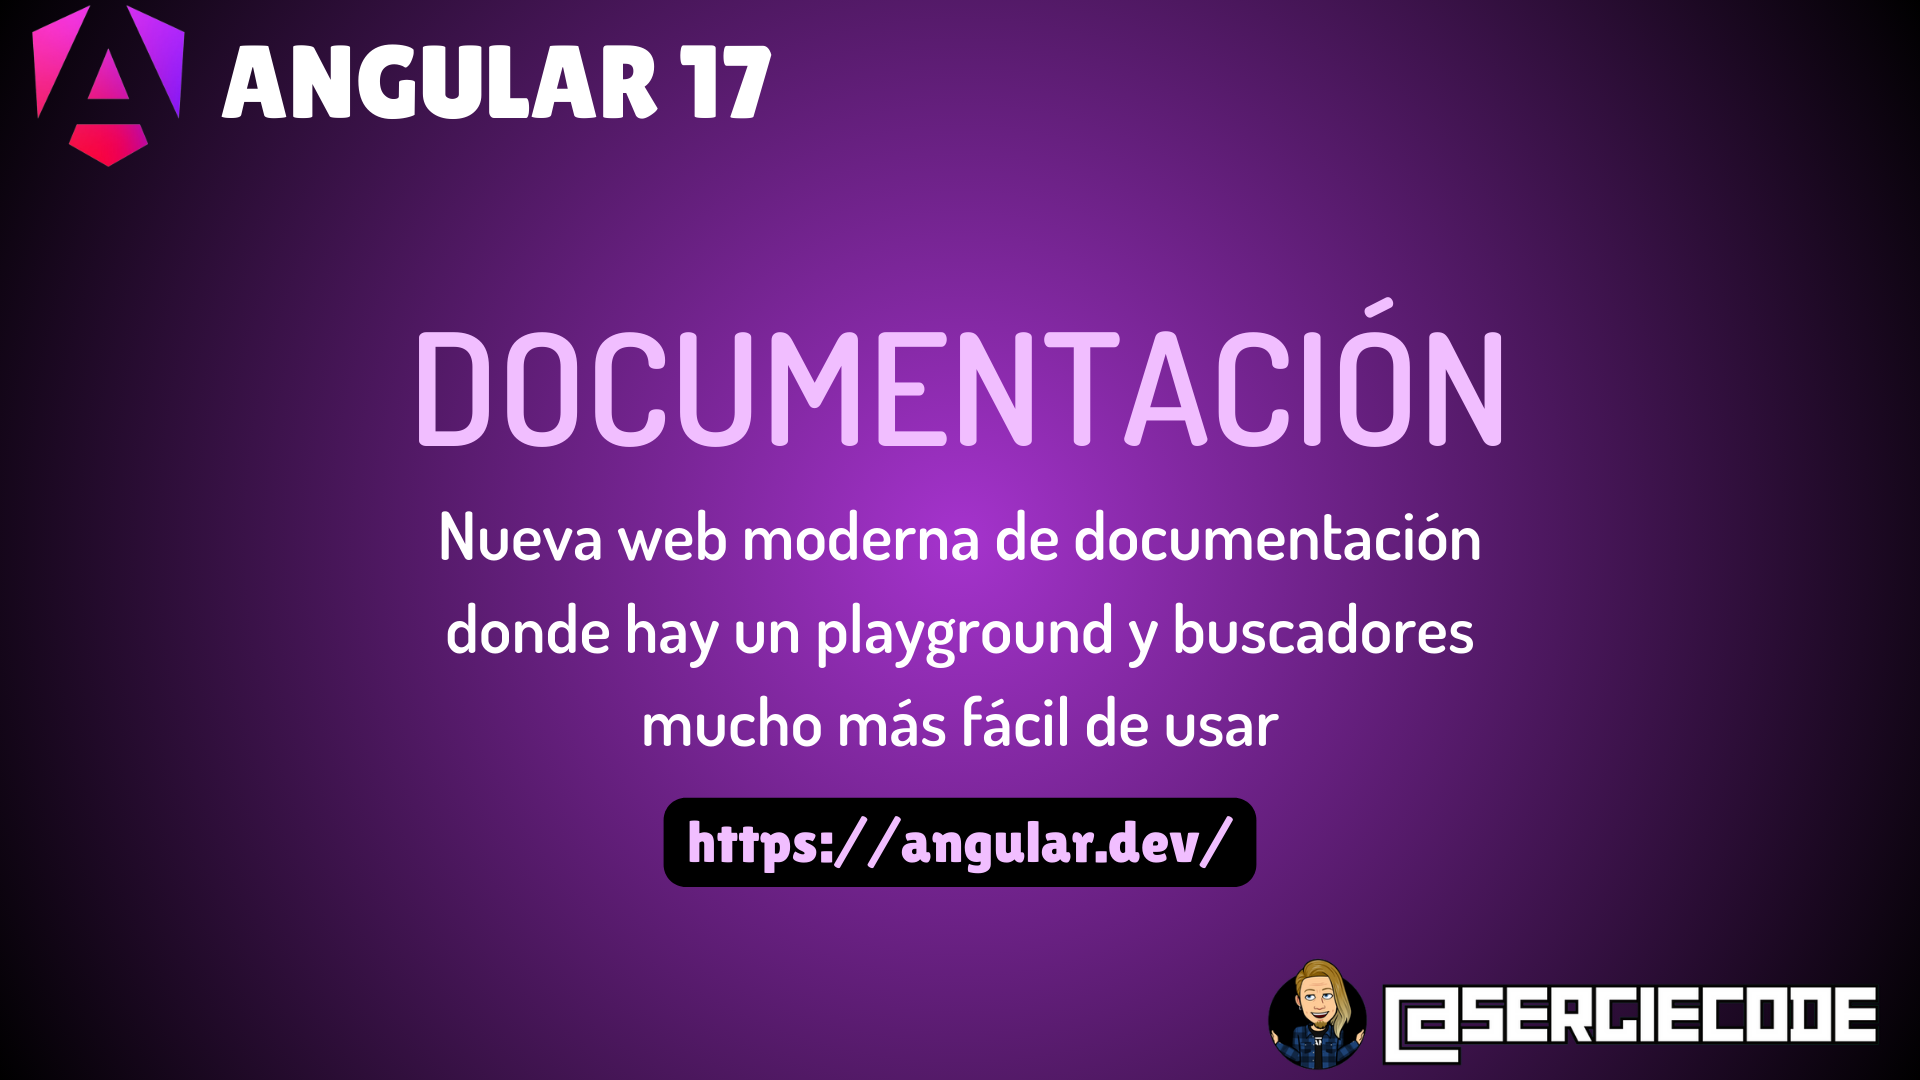 ANGULAR 17
DOCUMENTACIÓN
Nueva web moderna de documentación
donde hay un playground y buscadores
mucho más fácil de usar
https://angular.dev/
@SERGIECODE